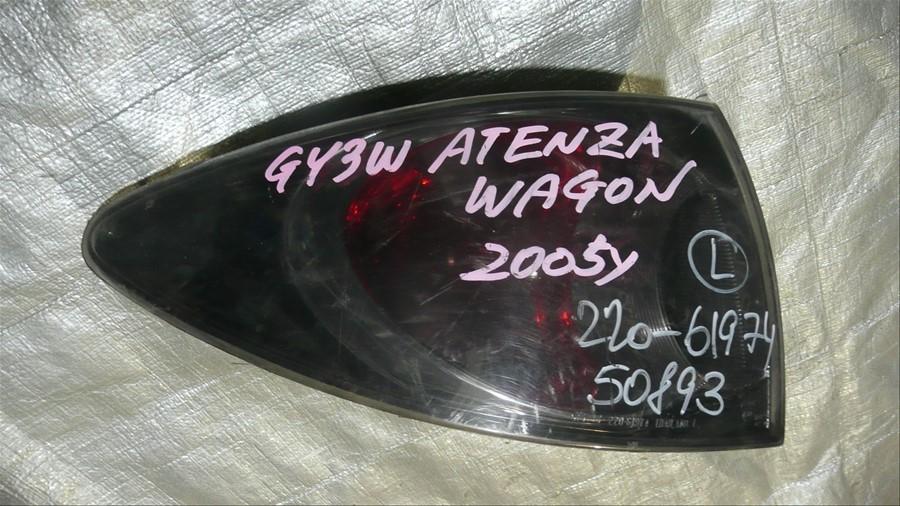 GY3W ATENZA
WAGON
2005y
L
220-61974
50893